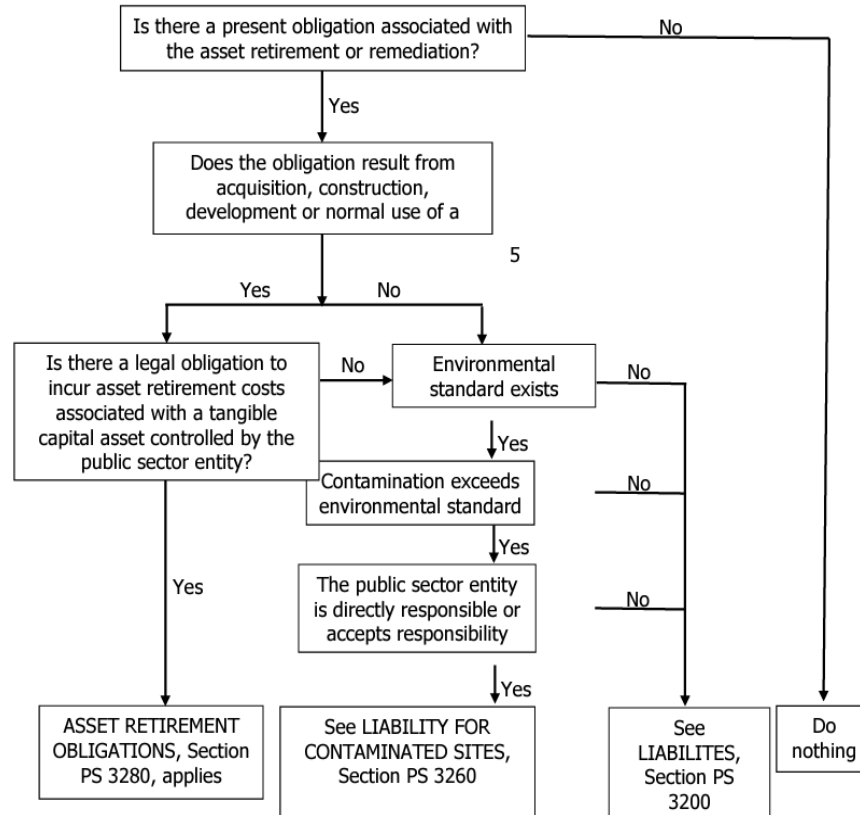 Is there a present obligation associated with
the asset retirement or remediation?
No
Yes
Does the obligation result from
acquisition, construction,
development or normal use of a
5
Yes
No
Is there a legal obligation to
incur asset retirement costs
associated with a tangible
capital asset controlled by the
public sector entity?
No
Environmental
standard exists
No
Yes
Contamination exceeds
environmental standard
No
Yes
Yes
The public sector entity
is directly responsible or
accepts responsibility
No
Yes
ASSET RETIREMENT
OBLIGATIONS, Section
PS 3280, applies
See LIABILITY FOR
CONTAMINATED SITES,
Section PS 3260
See
LIABILITES,
Section PS
3200
Do
nothing